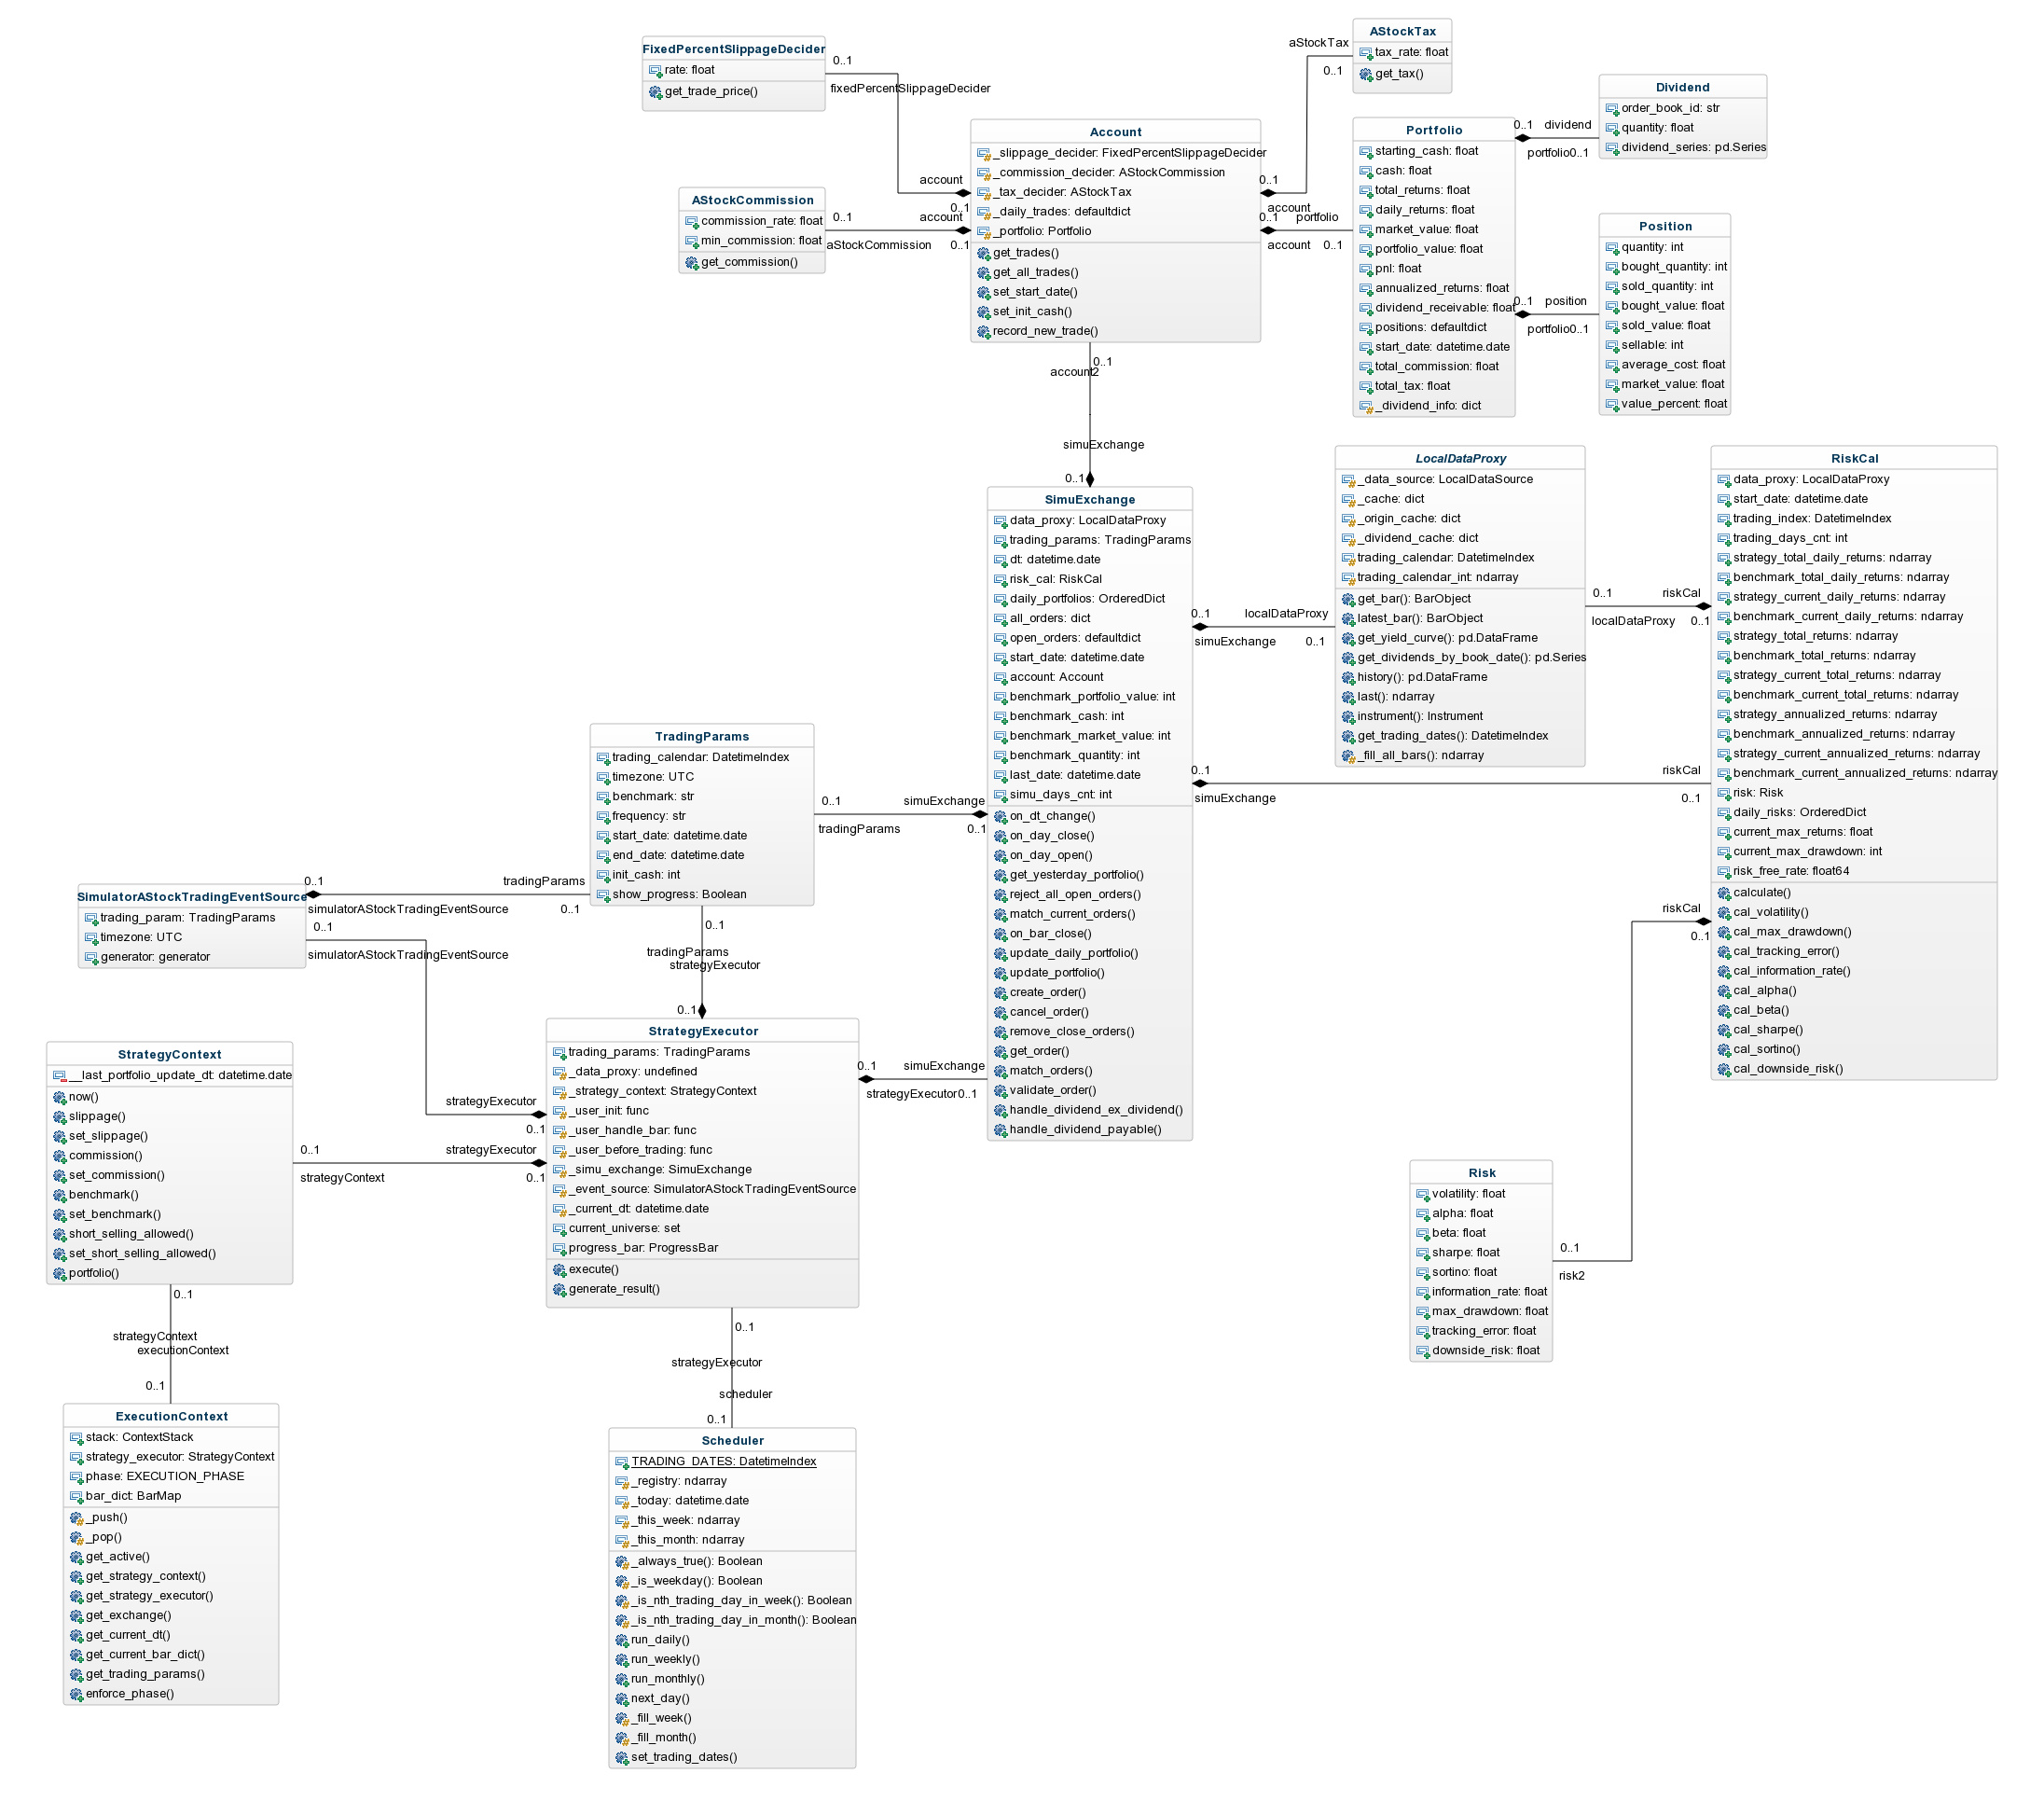 FixedPercentSlippageDecider
rate: float
get_trade_price()
0..1
fixedPercentSlippageDecider
account
0..1
AStockCommission
commission_rate: float
min_commission: float
get_commission()
0..1
aStockCommission
account
0..1
Account
_slippage_decider: FixedPercentSlippageDecider
_commission_decider: AStockCommission
_tax_decider: AStockTax
_daily_trades: defaultdict
_portfolio: Portfolio
get_trades()
get_all_trades()
set_start_date()
set_init_cash()
record_new_trade()
aStockTax
0..1
0..1
account
0..1
portfolio
account
0..1
AStockTax
tax_rate: float
get_tax()
Portfolio
starting_cash: float
cash: float
total_returns: float
daily_returns: float
market_value: float
portfolio_value: float
pnl: float
annualized_returns: float
dividend_receivable: float
positions: defaultdict
start_date: datetime.date
total_commission: float
total_tax: float
_dividend_info: dict
0..1
dividend
portfolio0..1
Dividend
order_book_id: str
quantity: float
dividend_series: pd.Series
0..1
position
portfolio0..1
Position
quantity: int
bought_quantity: int
sold_quantity: int
bought_value: float
sold_value: float
sellable: int
average_cost: float
market_value: float
value_percent: float
0..1
account2
simuExchange
0..1
SimuExchange
data_proxy: LocalDataProxy
trading_params: TradingParams
dt: datetime.date
risk_cal: RiskCal
daily_portfolios: OrderedDict
all_orders: dict
open_orders: defaultdict
start_date: datetime.date
account: Account
benchmark_portfolio_value: int
benchmark_cash: int
benchmark_market_value: int
benchmark_quantity: int
last_date: datetime.date
simu_days_cnt: int
on_dt_change()
on_day_close()
on_day_open()
get_yesterday_portfolio()
reject_all_open_orders()
match_current_orders()
on_bar_close()
update_daily_portfolio()
update_portfolio()
create_order()
cancel_order()
remove_close_orders()
get_order()
match_orders()
validate_order()
handle_dividend_ex_dividend()
handle_dividend_payable()
0..1
localDataProxy
simuExchange
0..1
LocalDataProxy
_data_source: LocalDataSource
_cache: dict
_origin_cache: dict
_dividend_cache: dict
trading_calendar: DatetimeIndex
trading_calendar_int: ndarray
get_bar(): BarObject
latest_bar(): BarObject
get_yield_curve(): pd.DataFrame
get_dividends_by_book_date(): pd.Series
history(): pd.DataFrame
last(): ndarray
instrument(): Instrument
get_trading_dates(): DatetimeIndex
_fill_all_bars(): ndarray
0..1
riskCal
localDataProxy
0..1
0..1
riskCal
simuExchange
0..1
RiskCal
data_proxy: LocalDataProxy
start_date: datetime.date
trading_index: DatetimeIndex
trading_days_cnt: int
strategy_total_daily_returns: ndarray
benchmark_total_daily_returns: ndarray
strategy_current_daily_returns: ndarray
benchmark_current_daily_returns: ndarray
strategy_total_returns: ndarray
benchmark_total_returns: ndarray
strategy_current_total_returns: ndarray
benchmark_current_total_returns: ndarray
strategy_annualized_returns: ndarray
benchmark_annualized_returns: ndarray
strategy_current_annualized_returns: ndarray
benchmark_current_annualized_returns: ndarray
risk: Risk
daily_risks: OrderedDict
current_max_returns: float
current_max_drawdown: int
risk_free_rate: float64
calculate()
cal_volatility()
cal_max_drawdown()
cal_tracking_error()
cal_information_rate()
cal_alpha()
cal_beta()
cal_sharpe()
cal_sortino()
cal_downside_risk()
riskCal
0..1
0..1
risk2
Risk
volatility: float
alpha: float
beta: float
sharpe: float
sortino: float
information_rate: float
max_drawdown: float
tracking_error: float
downside_risk: float
TradingParams
trading_calendar: DatetimeIndex
timezone: UTC
benchmark: str
frequency: str
start_date: datetime.date
end_date: datetime.date
init_cash: int
show_progress: Boolean
0..1
simuExchange
tradingParams
0..1
SimulatorAStockTradingEventSource
trading_param: TradingParams
timezone: UTC
generator: generator
0..1
tradingParams
simulatorAStockTradingEventSource
0..1
0..1
simulatorAStockTradingEventSource
strategyExecutor
0..1
0..1
tradingParams
strategyExecutor
0..1
StrategyExecutor
trading_params: TradingParams
_data_proxy: undefined
_strategy_context: StrategyContext
_user_init: func
_user_handle_bar: func
_user_before_trading: func
_simu_exchange: SimuExchange
_event_source: SimulatorAStockTradingEventSource
_current_dt: datetime.date
current_universe: set
progress_bar: ProgressBar
execute()
generate_result()
0..1
simuExchange
strategyExecutor0..1
StrategyContext
__last_portfolio_update_dt: datetime.date
now()
slippage()
set_slippage()
commission()
set_commission()
benchmark()
set_benchmark()
short_selling_allowed()
set_short_selling_allowed()
portfolio()
0..1
strategyExecutor
strategyContext
0..1
0..1
strategyContext
executionContext
0..1
ExecutionContext
stack: ContextStack
strategy_executor: StrategyContext
phase: EXECUTION_PHASE
bar_dict: BarMap
_push()
_pop()
get_active()
get_strategy_context()
get_strategy_executor()
get_exchange()
get_current_dt()
get_current_bar_dict()
get_trading_params()
enforce_phase()
0..1
strategyExecutor
scheduler
0..1
Scheduler
TRADING_DATES: DatetimeIndex
_registry: ndarray
_today: datetime.date
_this_week: ndarray
_this_month: ndarray
_always_true(): Boolean
_is_weekday(): Boolean
_is_nth_trading_day_in_week(): Boolean
_is_nth_trading_day_in_month(): Boolean
run_daily()
run_weekly()
run_monthly()
next_day()
_fill_week()
_fill_month()
set_trading_dates()